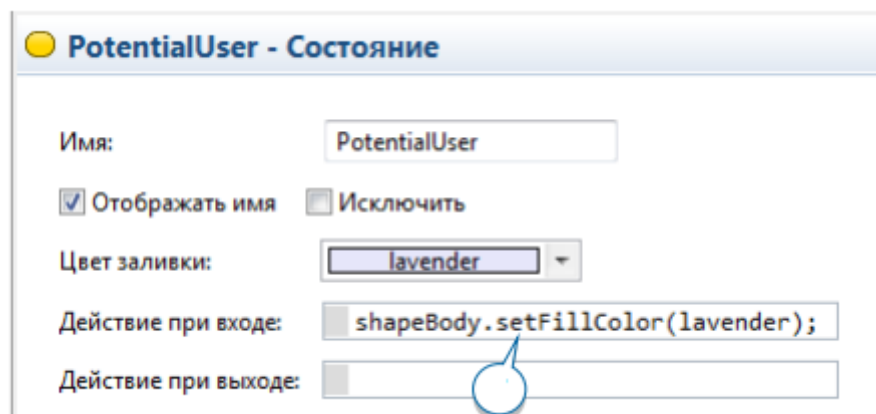 PotentialUser - Состояние
Имя: PotentialUser
Отображать имя Исключить
Цвет заливки: lavender
Действие при входе: shapeBody.setFillColor(lavender);
Действие при выходе: